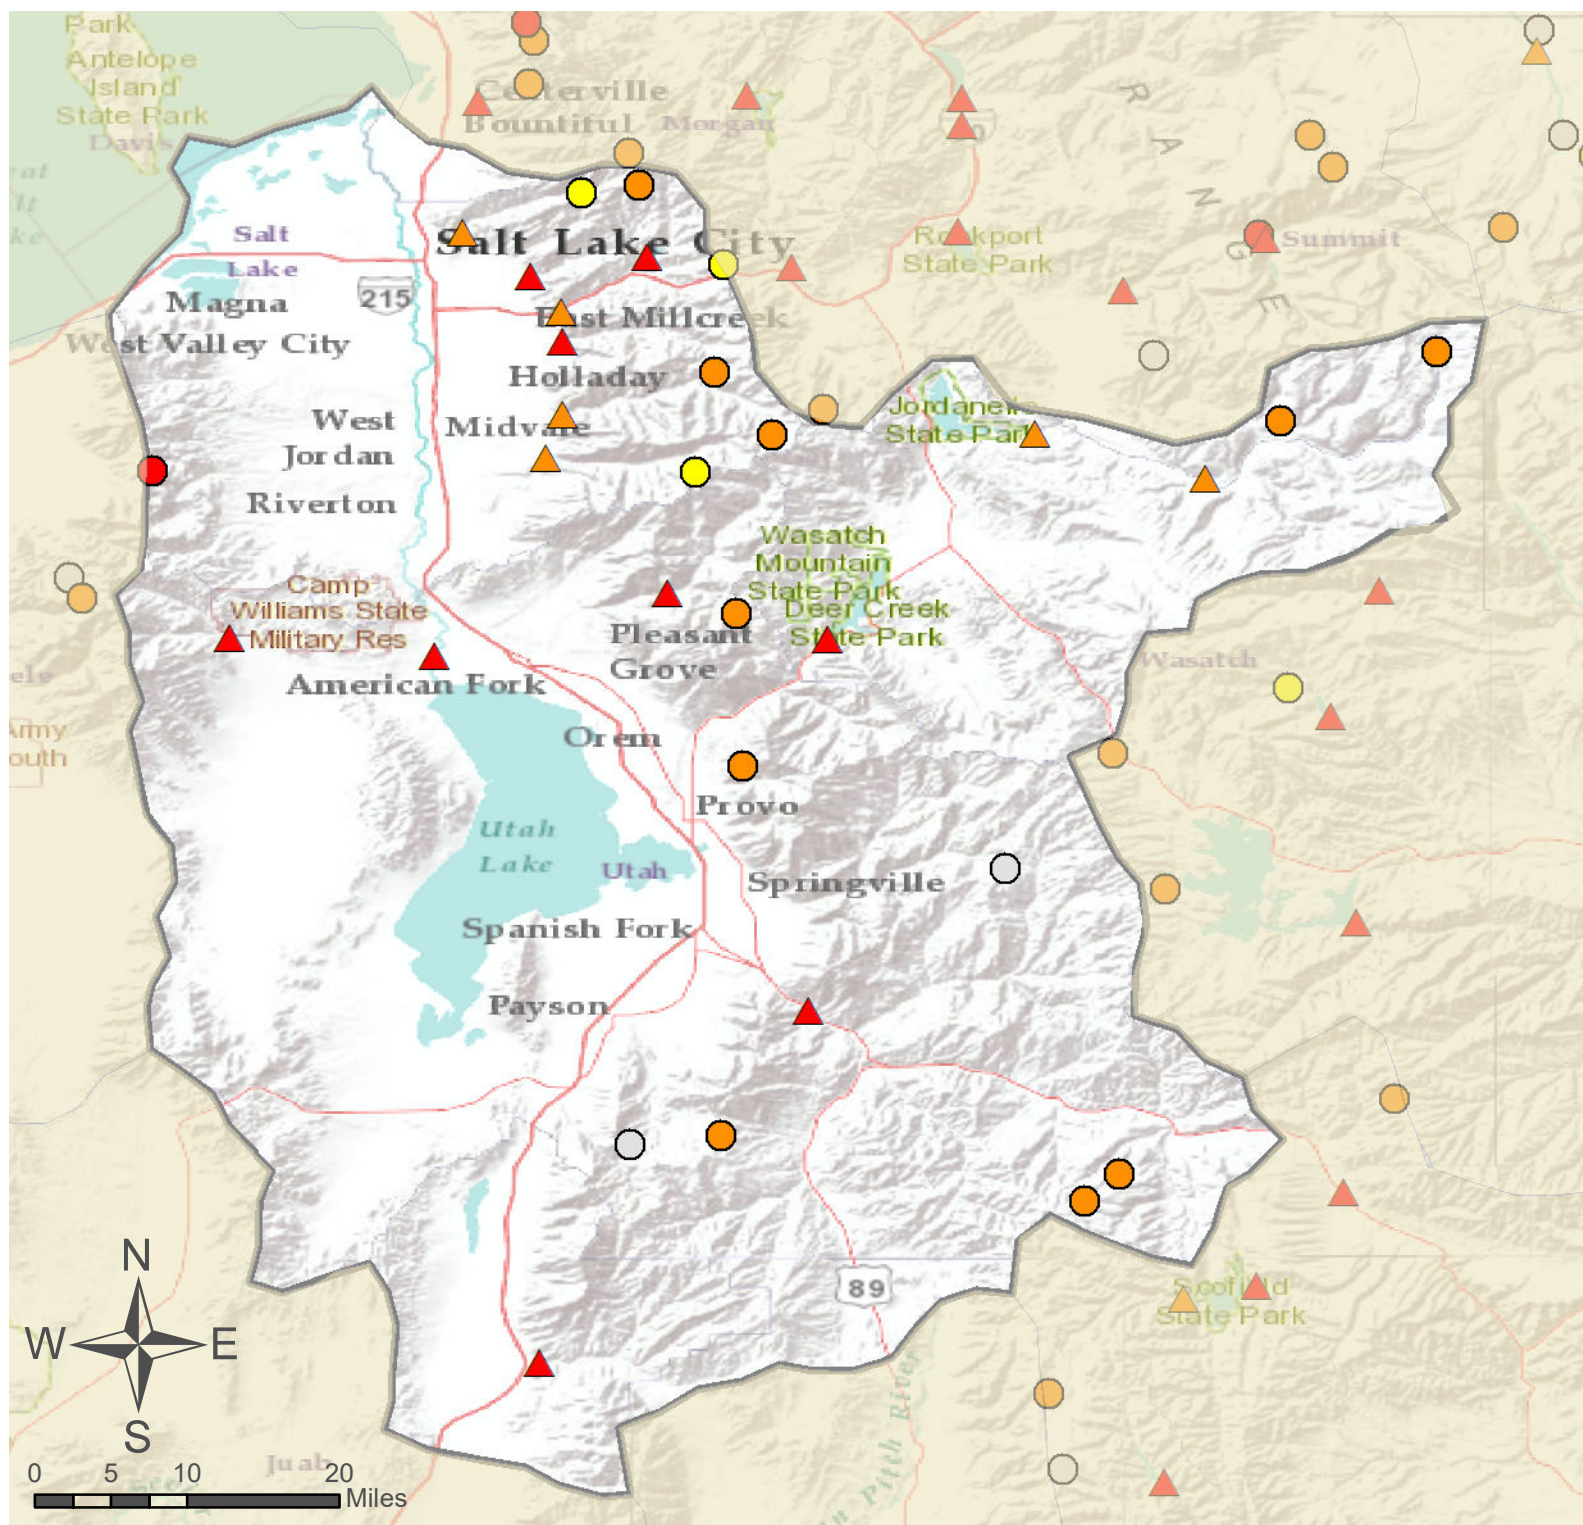 Park
Antelope
Island
State Park
Davis
Centerville
Bountiful
Morgan
R
A
N
G
E
Salt
Lake
Salt Lake City
Rockport
State Park
Summit
Magna
215
East Millcreek
West Valley City
Holladay
West
Jordan
Midvale
Jordanelle
State Park
Riverton
Wasatch
Mountain
State Park
Camp
Williams State
Military Res
Deer Creek
State Park
Pleasant
Grove
Wasatch
American Fork
Army
Orem
Provo
Utah
Lake
Utah
Springville
Spanish Fork
Payson
89
Scofield
State Park
N
W
E
S
Juab
Pitch River
0 5 10 20
Miles